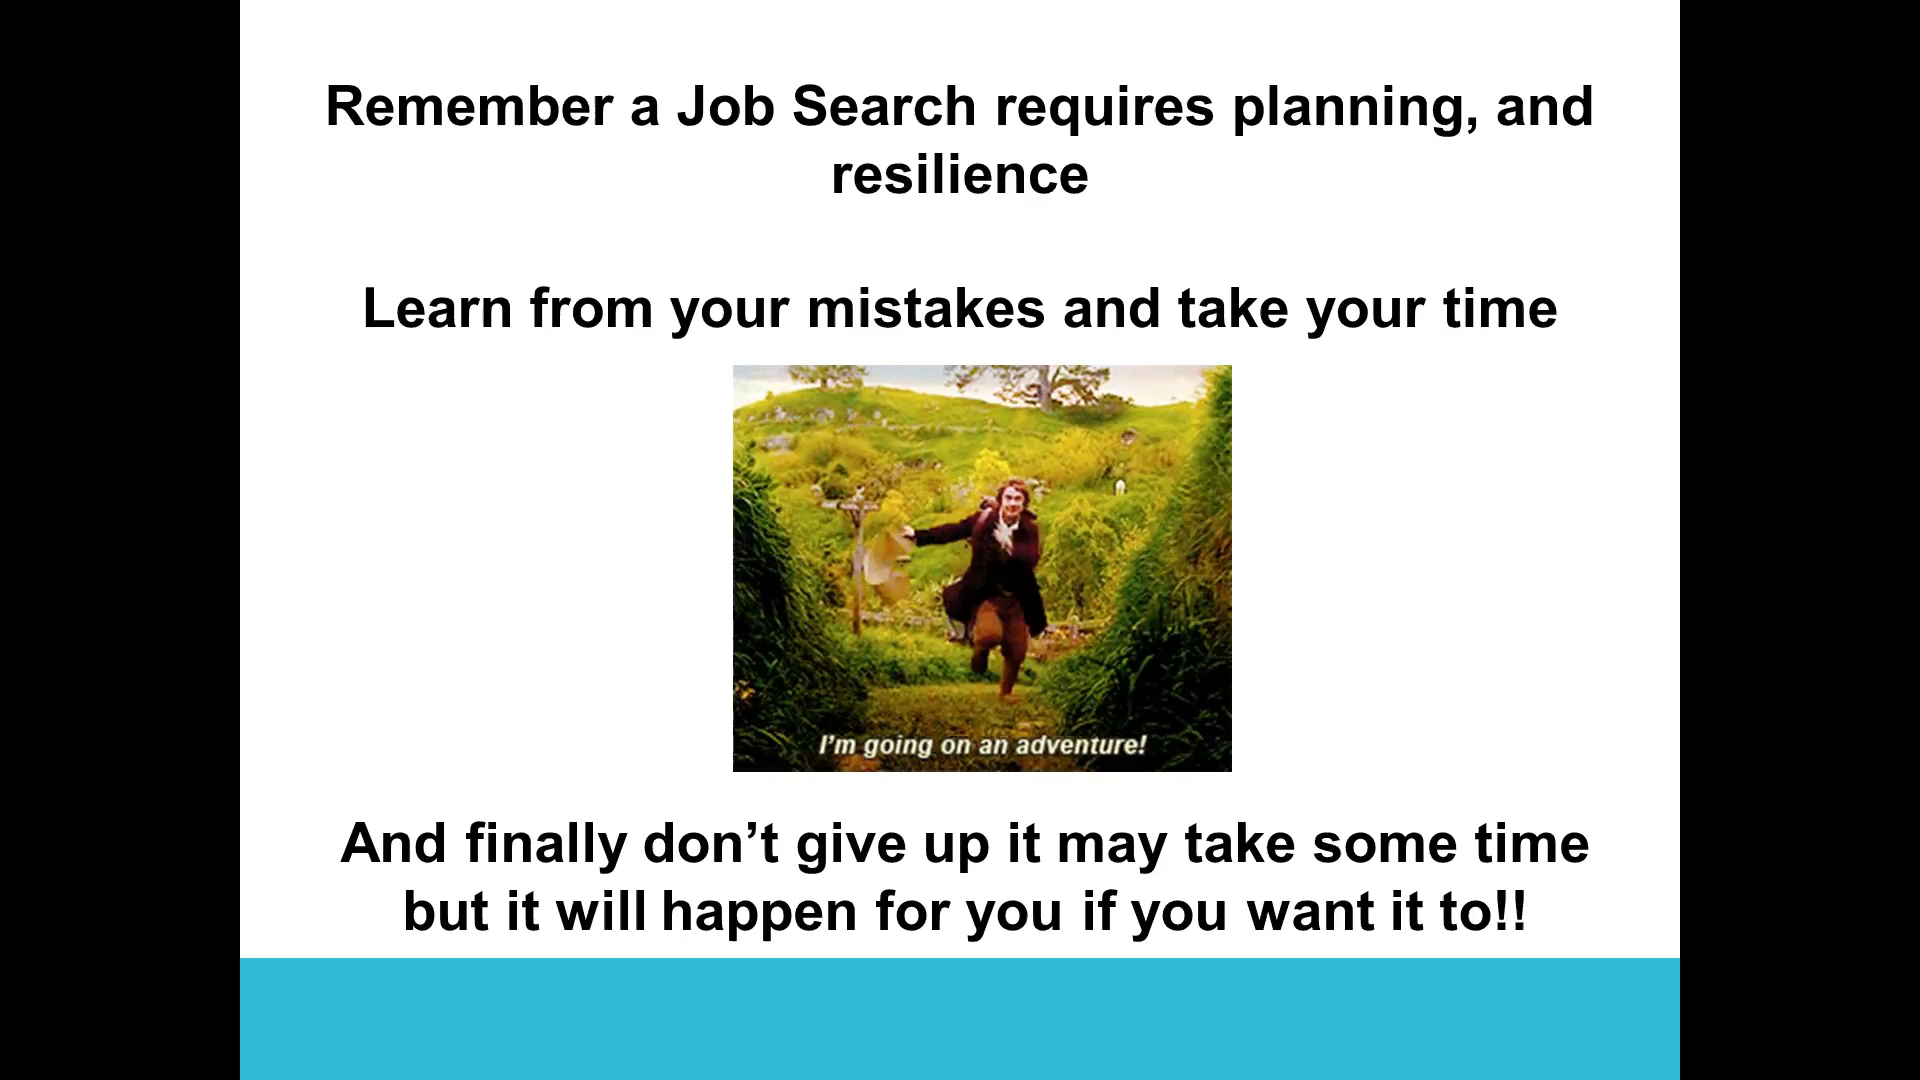 Remember a Job Search requires planning, and
resilience
Learn from your mistakes and take your time
I'm going on an adventure!
And finally don’t give up it may take some time
but it will happen for you if you want it to!!